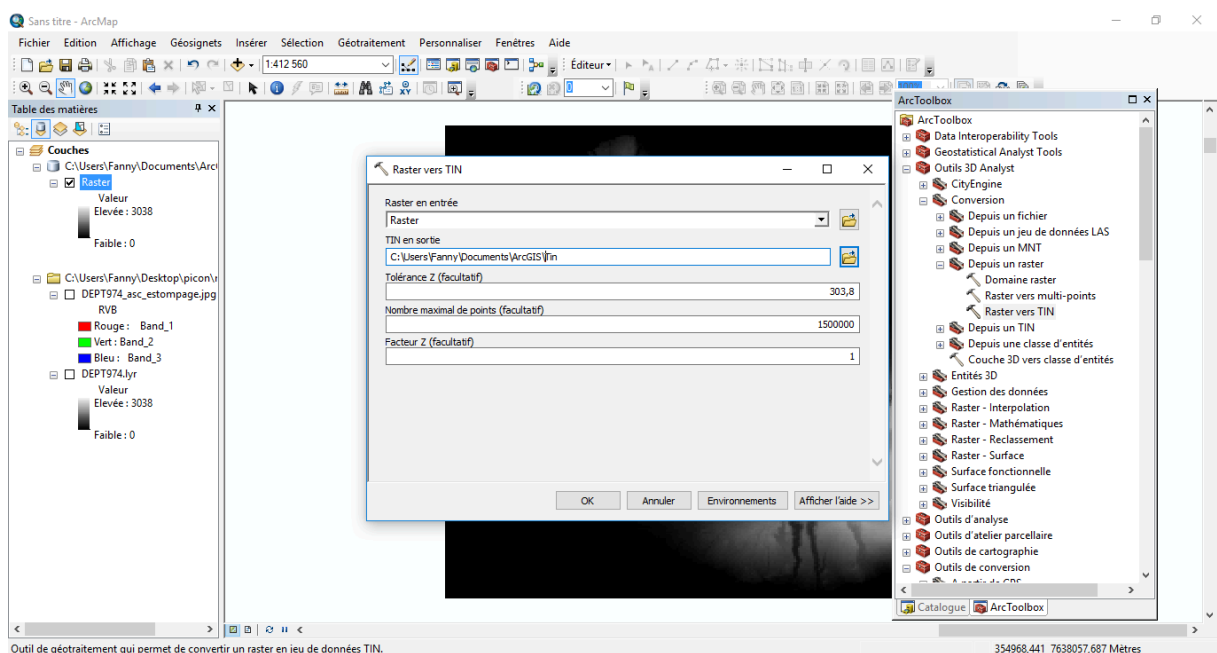 Sans titre - ArcMap
Fichier Edition Affichage Géosignets Insérer Sélection Géotraitement Personnaliser Fenêtres Aide
1:412 560
Éditeur
Table des matières
Couches
C:\Users\Fanny\Documents\Arc
Raster
Valeur
Elevée : 3038
Faible : 0
C:\Users\Fanny\Desktop\picon\r
DEPT974_asc_estompage.jpg
RVB
Rouge : Band_1
Vert : Band_2
Bleu : Band_3
DEPT974.lyr
Valeur
Elevée : 3038
Faible : 0
Raster vers TIN
Raster en entrée
Raster
TIN en sortie
C:\Users\Fanny\Documents\ArcGIS\Tin
Tolérance Z (facultatif)
303,8
Nombre maximal de points (facultatif)
1500000
Facteur Z (facultatif)
1
OK Annuler Environnements Afficher l'aide >>
ArcToolbox
ArcToolbox
Data Interoperability Tools
Geostatistical Analyst Tools
Outils 3D Analyst
CityEngine
Conversion
Depuis un fichier
Depuis un jeu de données LAS
Depuis un MNT
Depuis un raster
Domaine raster
Raster vers multi-points
Raster vers TIN
Depuis un TIN
Depuis une classe d'entités
Couche 3D vers classe d'entités
Entités 3D
Gestion des données
Raster - Interpolation
Raster - Mathématiques
Raster - Reclassement
Raster - Surface
Surface fonctionnelle
Surface triangulée
Visibilité
Outils d'analyse
Outils d'atelier parcellaire
Outils de cartographie
Outils de conversion
Catalogue ArcToolbox
Outil de géotraitement qui permet de convertir un raster en jeu de données TIN.
354968,441 7638057,687 Mètres